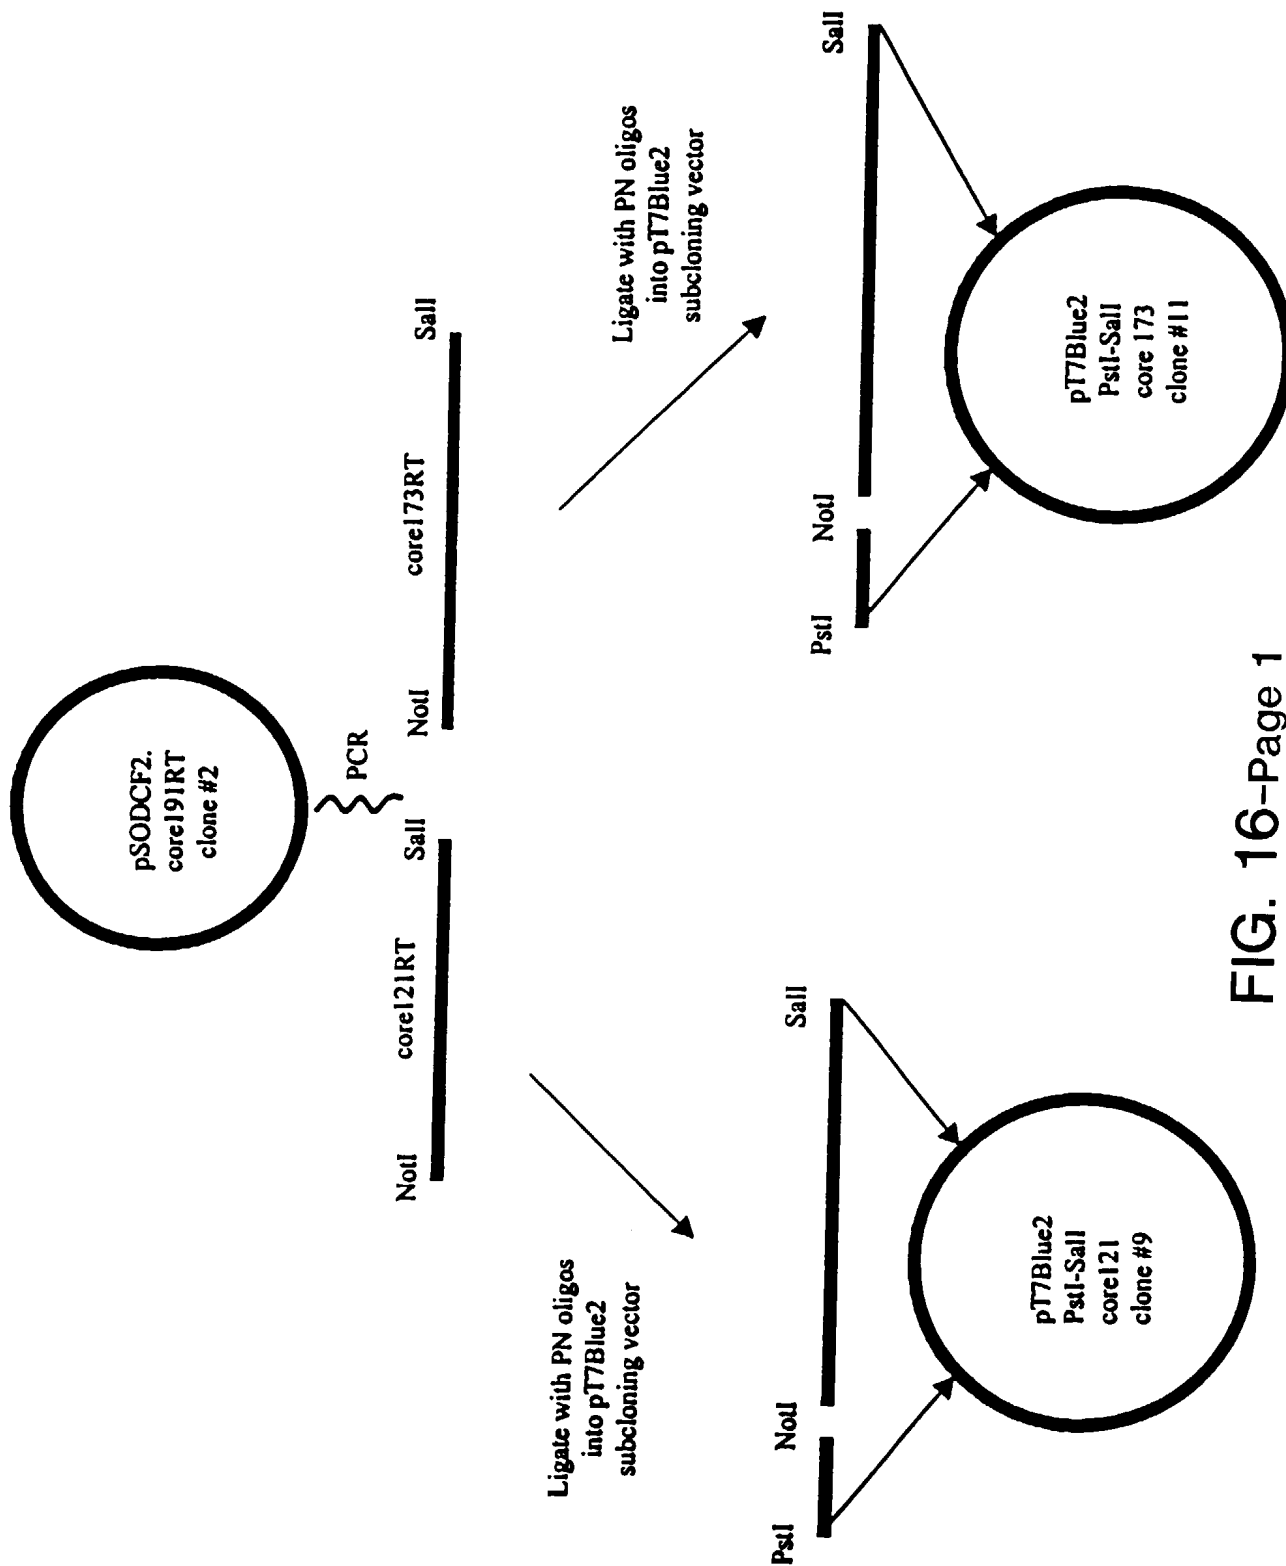 pSODCF2.
core191RT
clone #2
PCR
NotI
core121RT
SalI
NotI
core173RT
SalI
Ligate with PN oligos
into pT7Blue2
subcloning vector
Ligate with PN oligos
into pT7Blue2
subcloning vector
PstI
NotI
SalI
pT7Blue2
PstI-SalI
core121
clone #9
PstI
NotI
SalI
pT7Blue2
PstI-SalI
core 173
clone #11
FIG. 16-Page 1